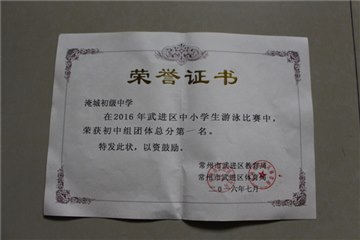 荣誉证书
淹城初级中学
在2016年武进区中小学生游泳比赛中,
荣获初中组团体总分第一名。
特发此状,以资鼓励。
常州市武进区教育局
常州市武进区体育局
二〇一六年七月